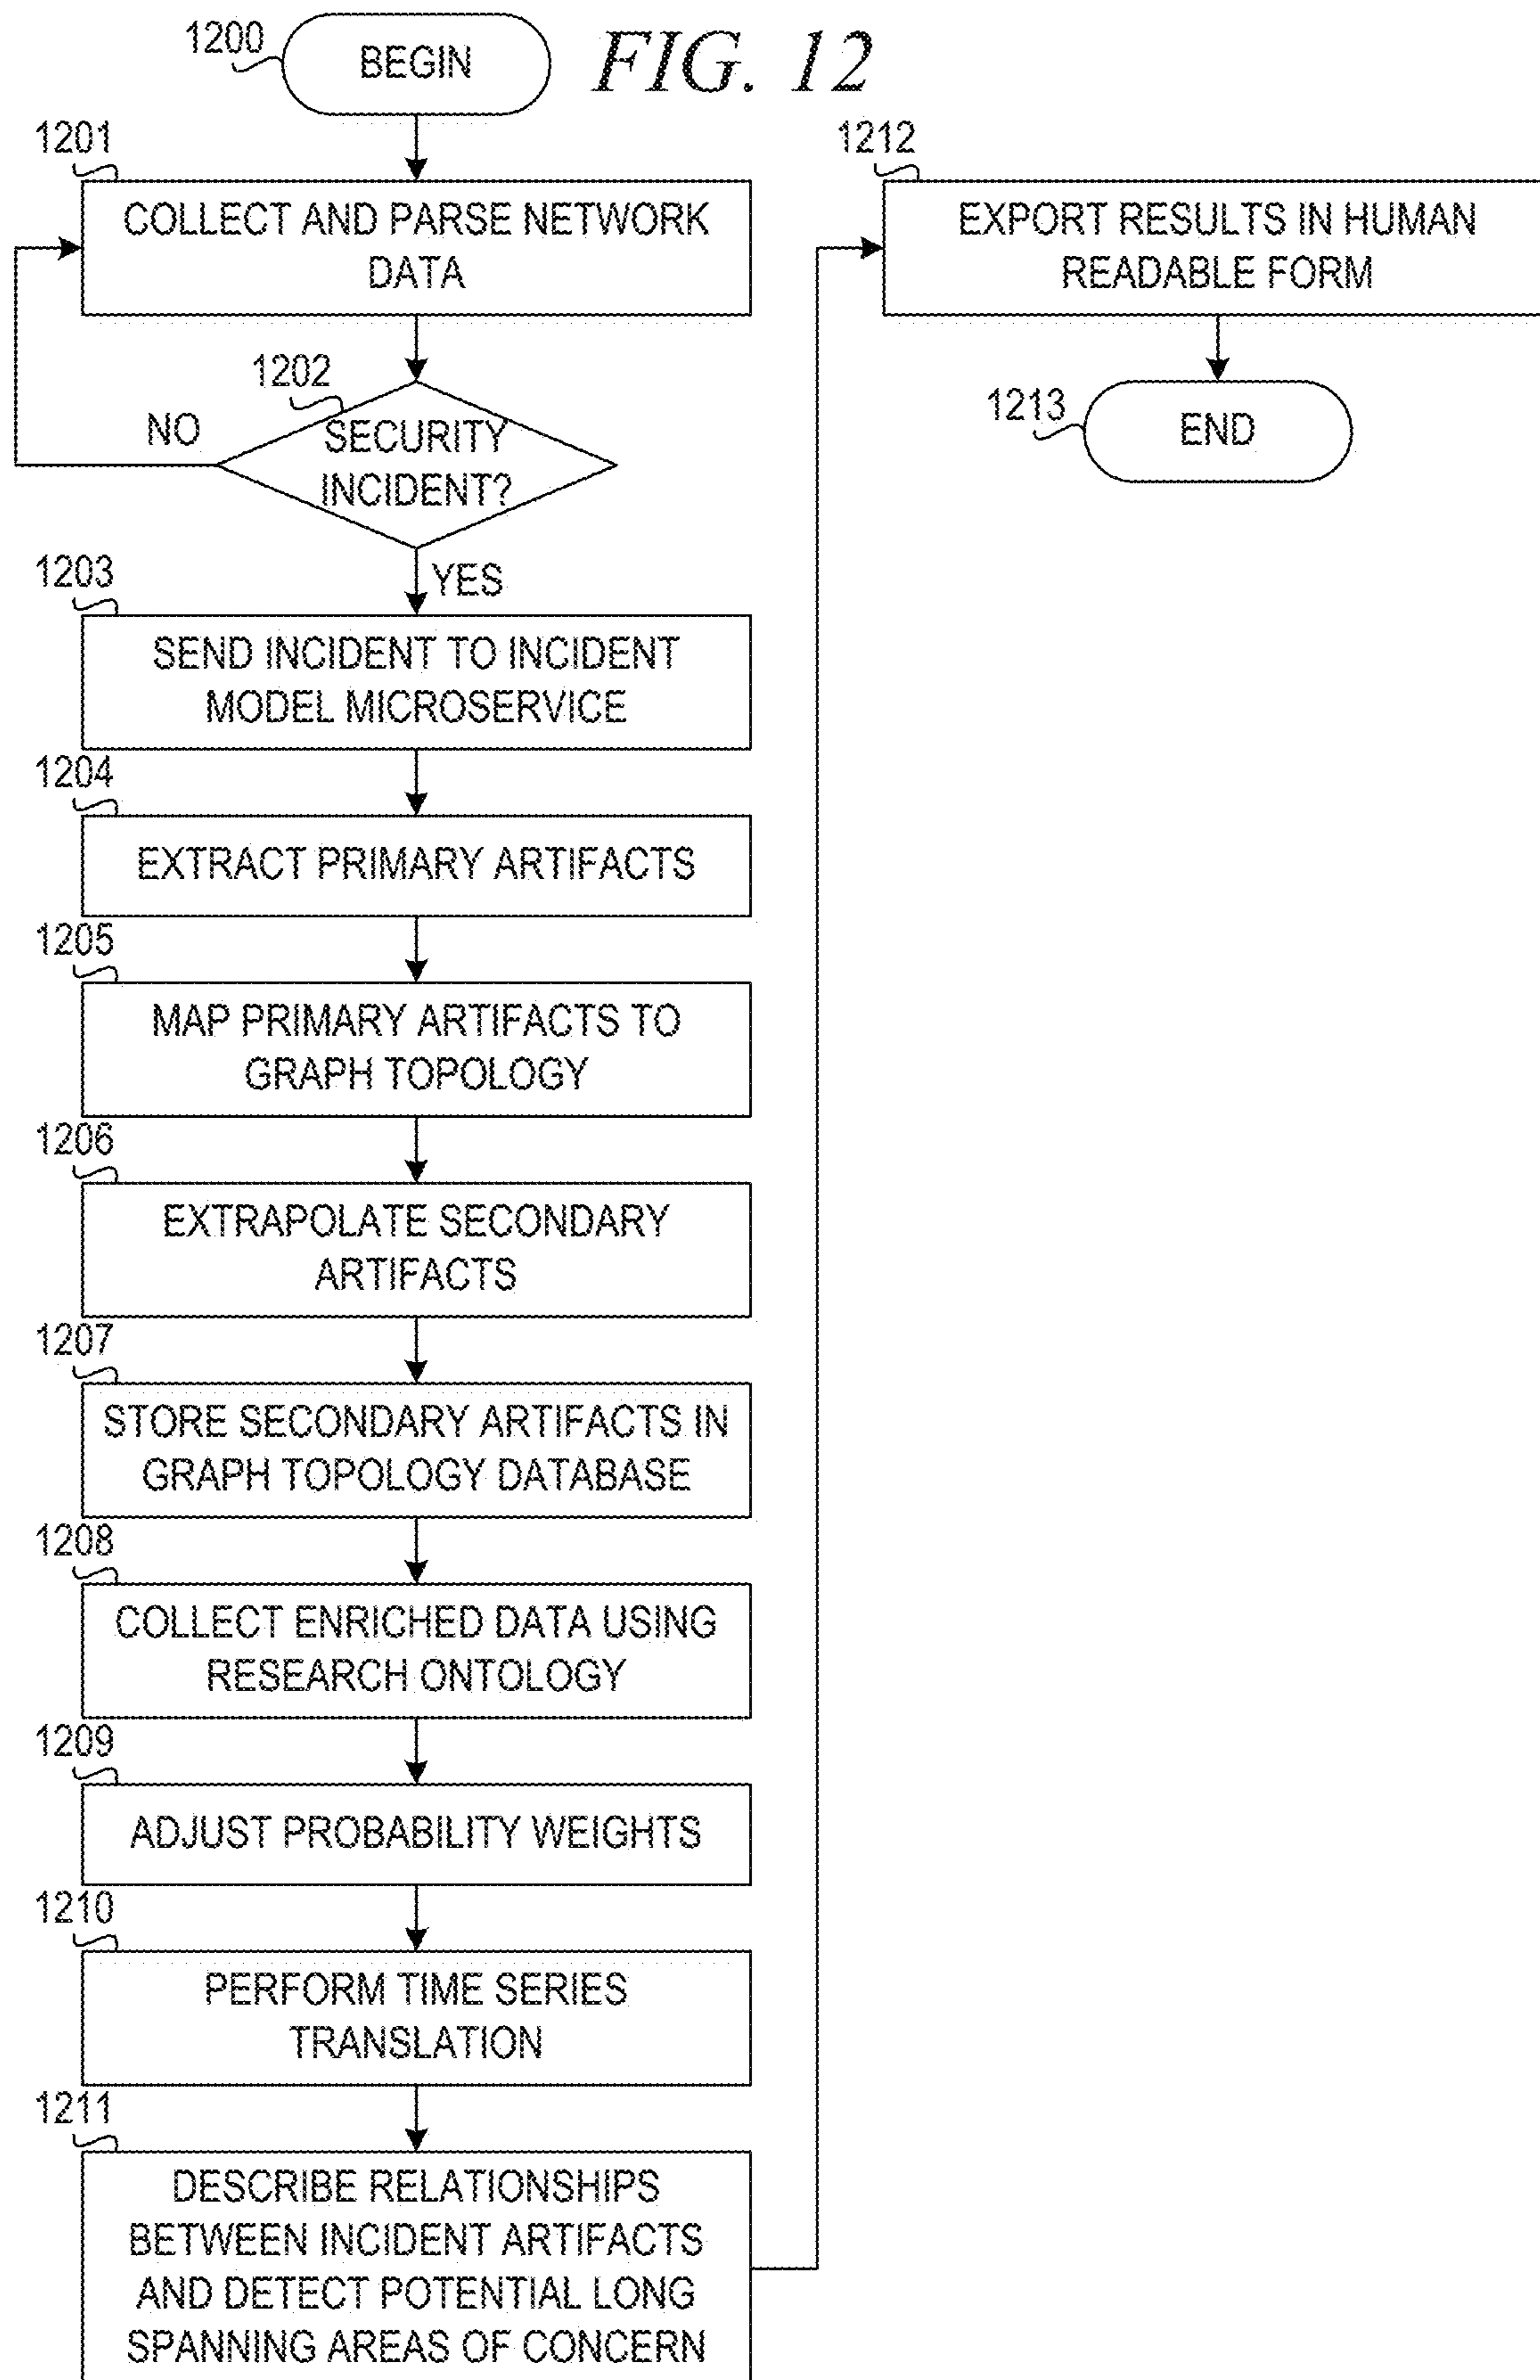 1200
BEGIN
FIG. 12
1201
COLLECT AND PARSE NETWORK
DATA
1202
NO
SECURITY
INCIDENT?
YES
1203
SEND INCIDENT TO INCIDENT
MODEL MICROSERVICE
1204
EXTRACT PRIMARY ARTIFACTS
1205
MAP PRIMARY ARTIFACTS TO
GRAPH TOPOLOGY
1206
EXTRAPOLATE SECONDARY
ARTIFACTS
1207
STORE SECONDARY ARTIFACTS IN
GRAPH TOPOLOGY DATABASE
1208
COLLECT ENRICHED DATA USING
RESEARCH ONTOLOGY
1209
ADJUST PROBABILITY WEIGHTS
1210
PERFORM TIME SERIES
TRANSLATION
1211
DESCRIBE RELATIONSHIPS
BETWEEN INCIDENT ARTIFACTS
AND DETECT POTENTIAL LONG
SPANNING AREAS OF CONCERN
1212
EXPORT RESULTS IN HUMAN
READABLE FORM
1213
END